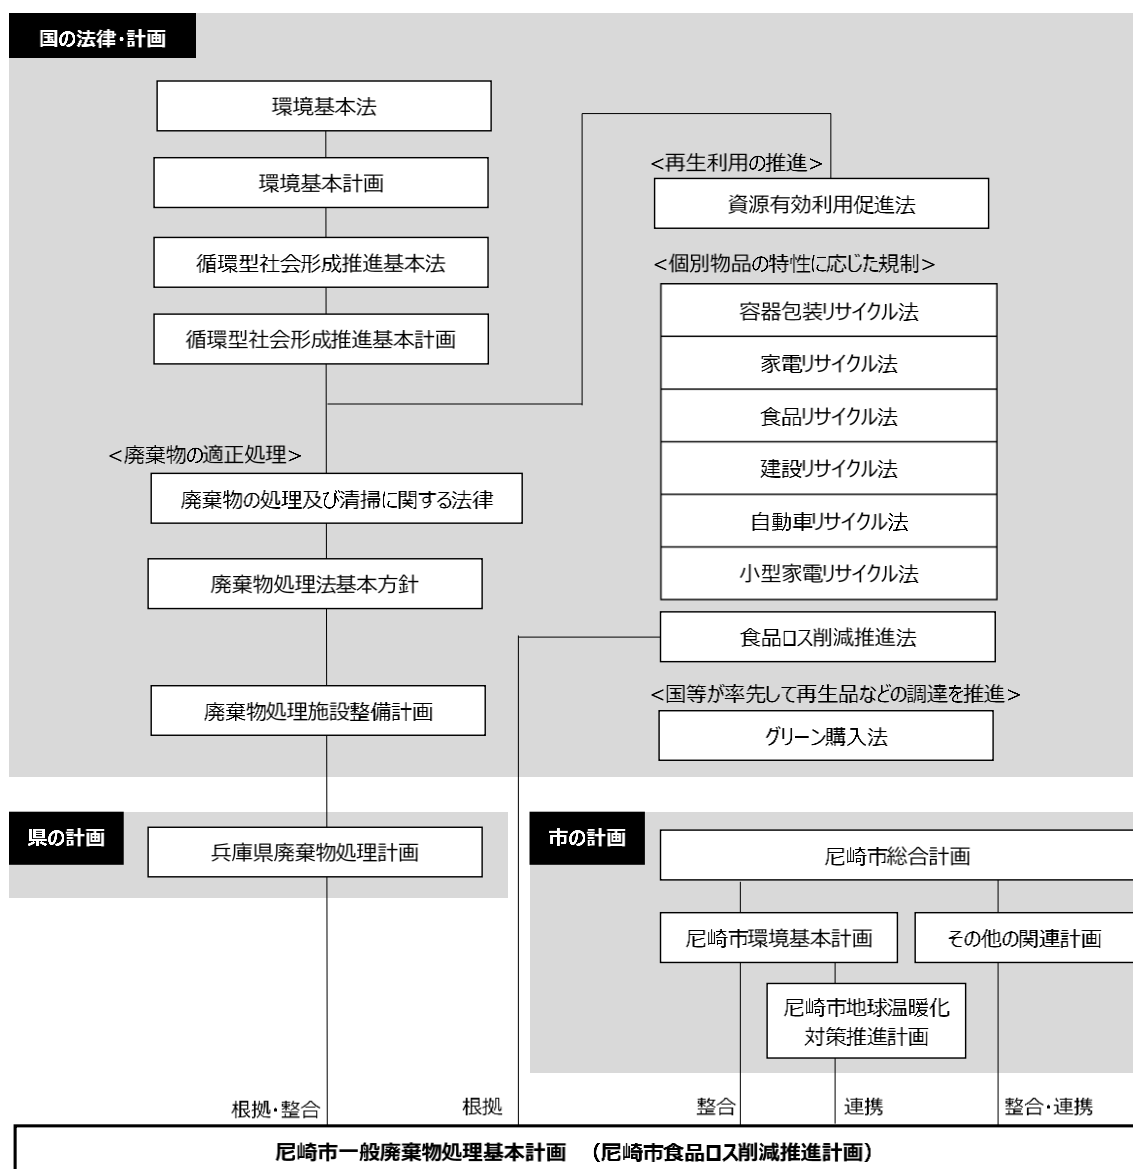 国の法律・計画
環境基本法
環境基本計画
循環型社会形成推進基本法
循環型社会形成推進基本計画
<廃棄物の適正処理>
廃棄物の処理及び清掃に関する法律
廃棄物処理法基本方針
廃棄物処理施設整備計画
<再生利用の推進>
資源有効利用促進法
<個別物品の特性に応じた規制>
容器包装リサイクル法
家電リサイクル法
食品リサイクル法
建設リサイクル法
自動車リサイクル法
小型家電リサイクル法
食品ロス削減推進法
<国等が率先して再生品などの調達を推進>
グリーン購入法
県の計画
兵庫県廃棄物処理計画
市の計画
尼崎市総合計画
尼崎市環境基本計画
その他の関連計画
尼崎市地球温暖化
対策推進計画
根拠・整合
根拠
整合
連携
整合・連携
尼崎市一般廃棄物処理基本計画 （尼崎市食品ロス削減推進計画）